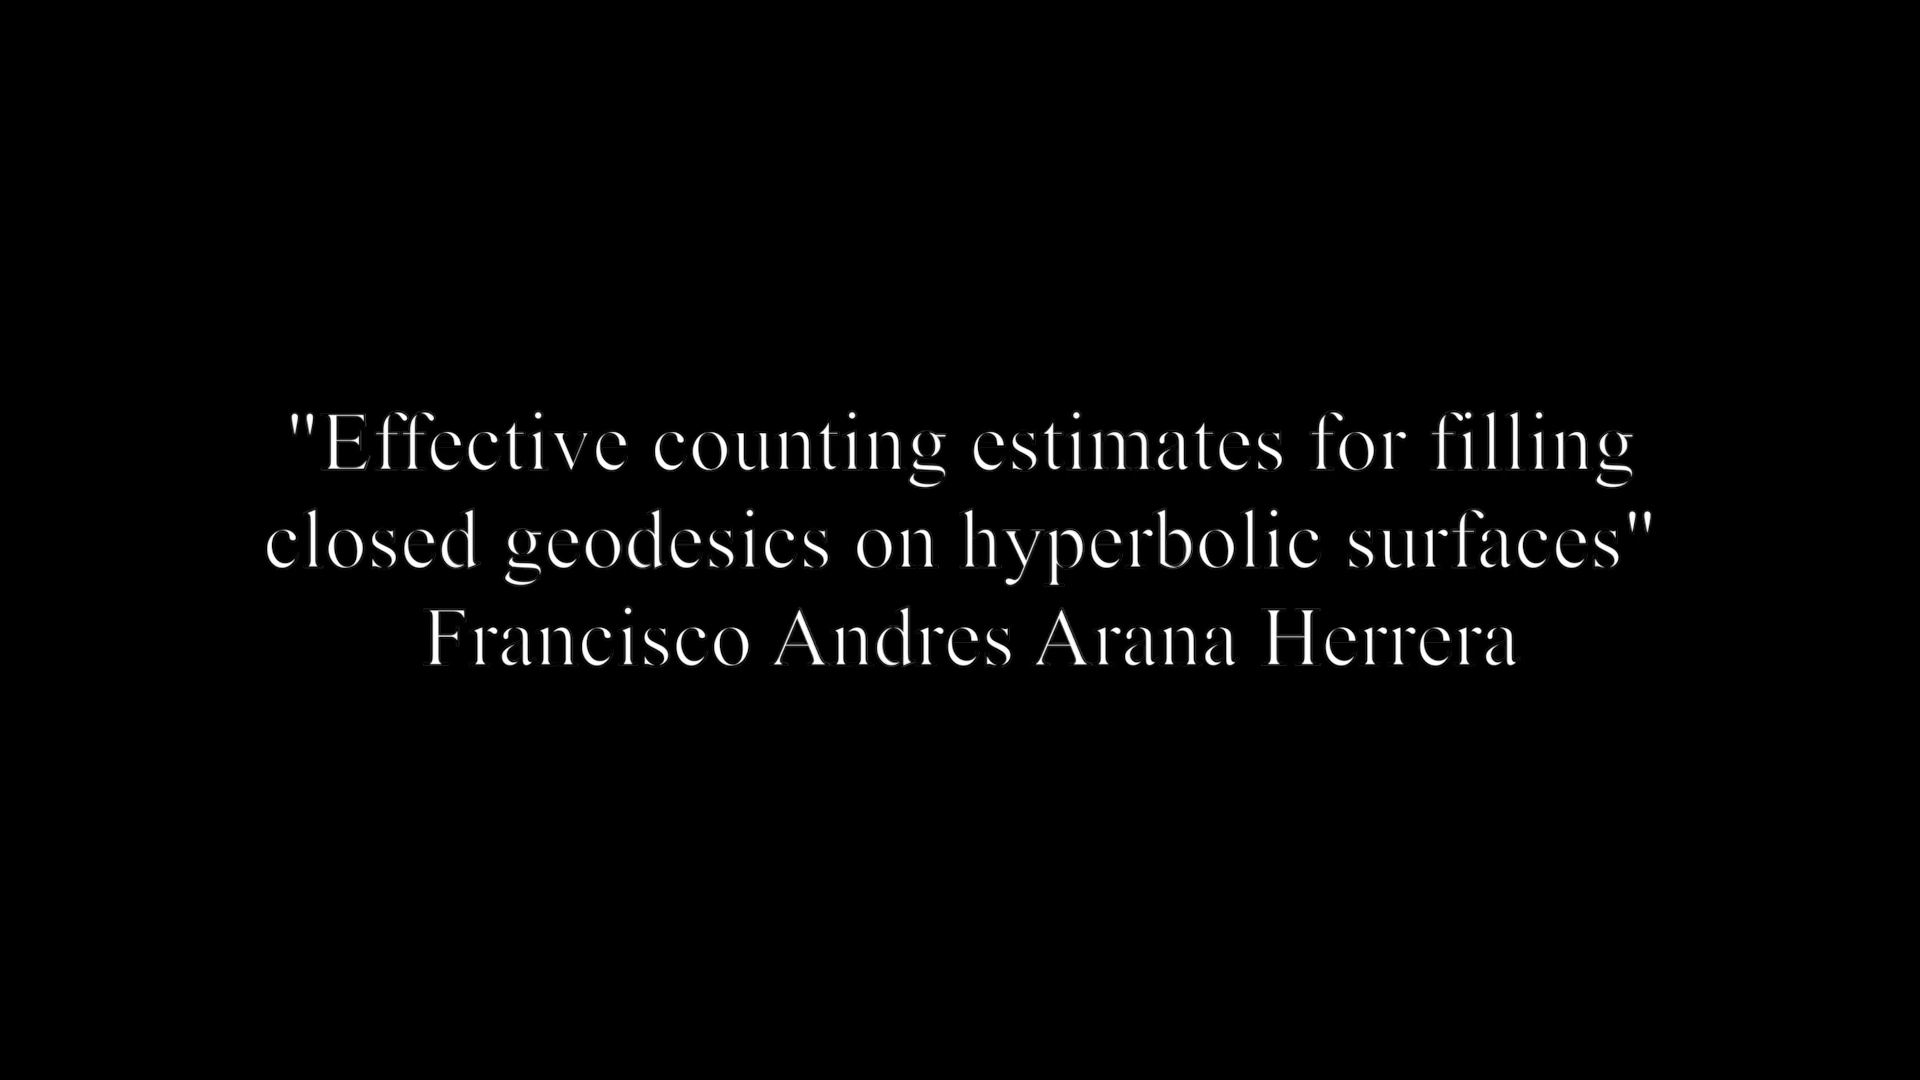 "Effective counting estimates for filling
closed geodesics on hyperbolic surfaces"
Francisco Andres Arana Herrera